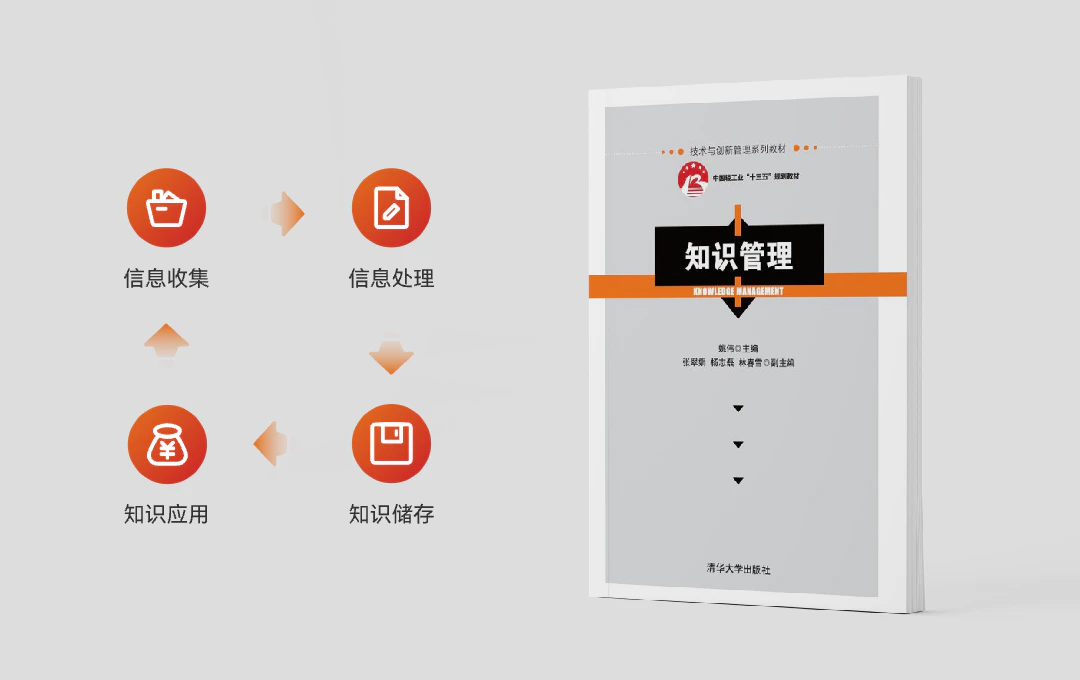 信息收集
信息处理
知识应用
知识储存
技术与创新管理系列教材
中国轻工业“十三五”规划教材
知识管理
KNOWLEDGE MANAGEMENT
姚伟◎主编
张翠娟 杨志磊 林春雪◎副主编
清华大学出版社